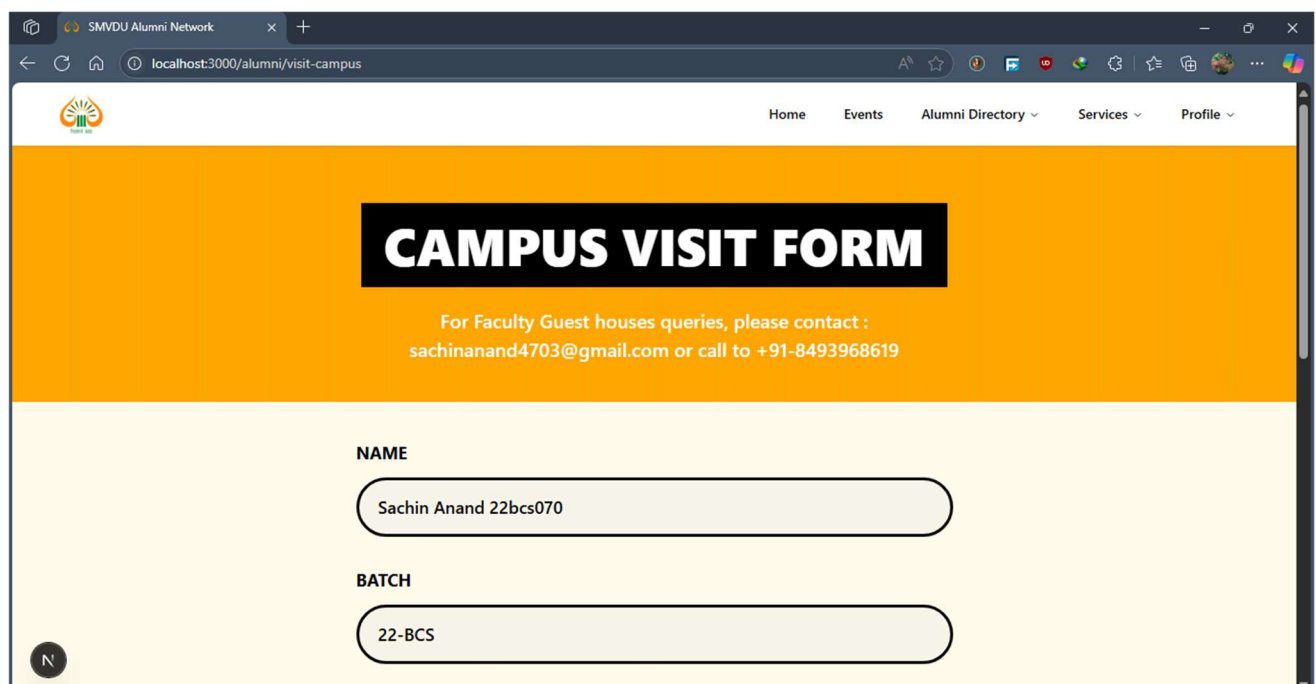 SMVDU Alumni Network
localhost:3000/alumni/visit-campus
Home Events Alumni Directory Services Profile
CAMPUS VISIT FORM
For Faculty Guest houses queries, please contact :
sachinanand4703@gmail.com or call to +91-8493968619
NAME
Sachin Anand 22bcs070
BATCH
22-BCS
N